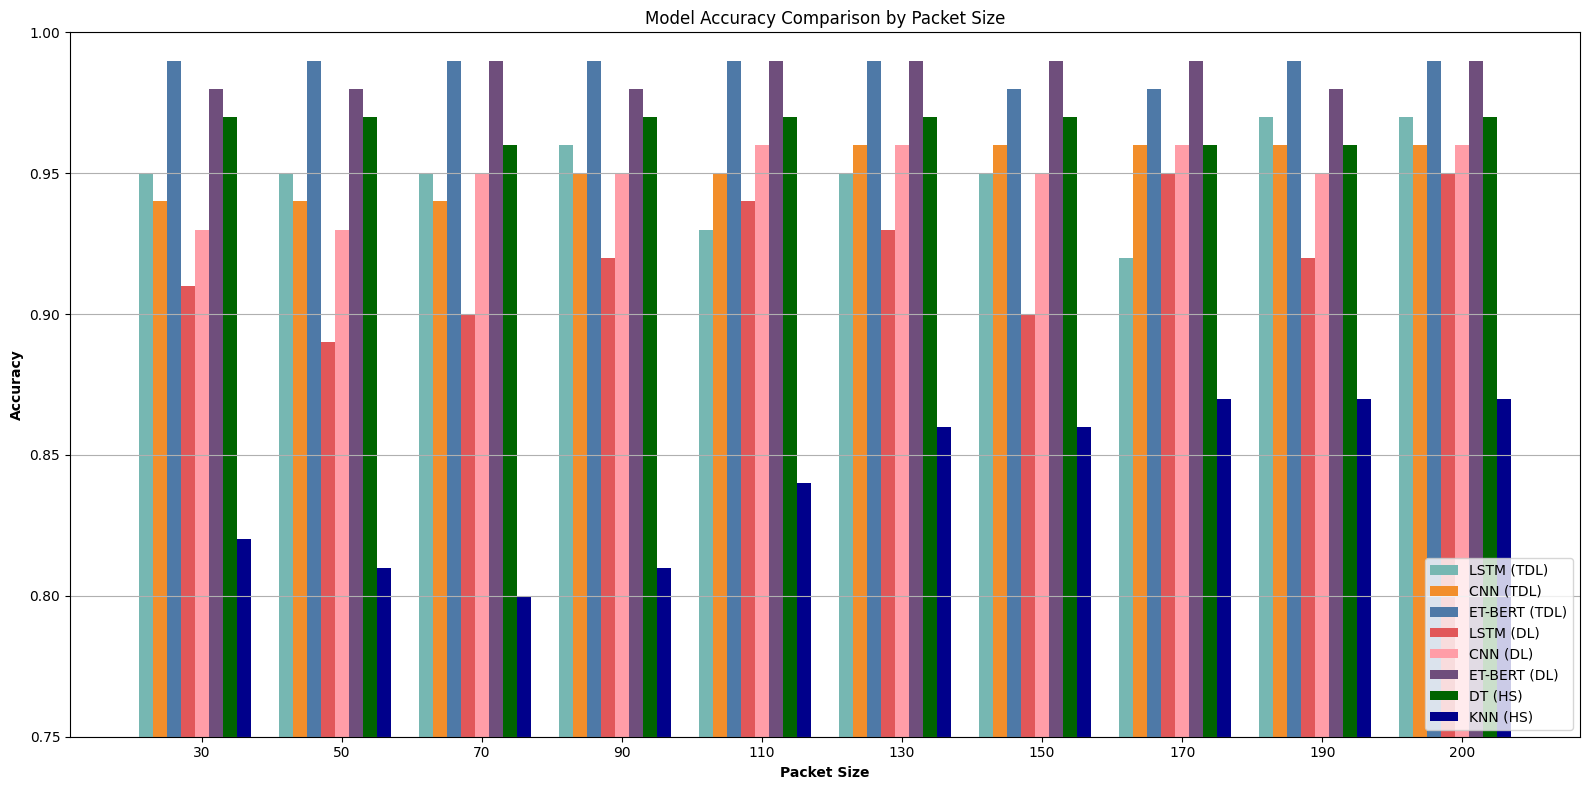 Model Accuracy Comparison by Packet Size
1.00
0.95
0.90
0.85
0.80
0.75
Accuracy
30 50 70 90 110 130 150 170 190 200
Packet Size
LSTM (TDL)
CNN (TDL)
ET-BERT (TDL)
LSTM (DL)
CNN (DL)
ET-BERT (DL)
DT (HS)
KNN (HS)